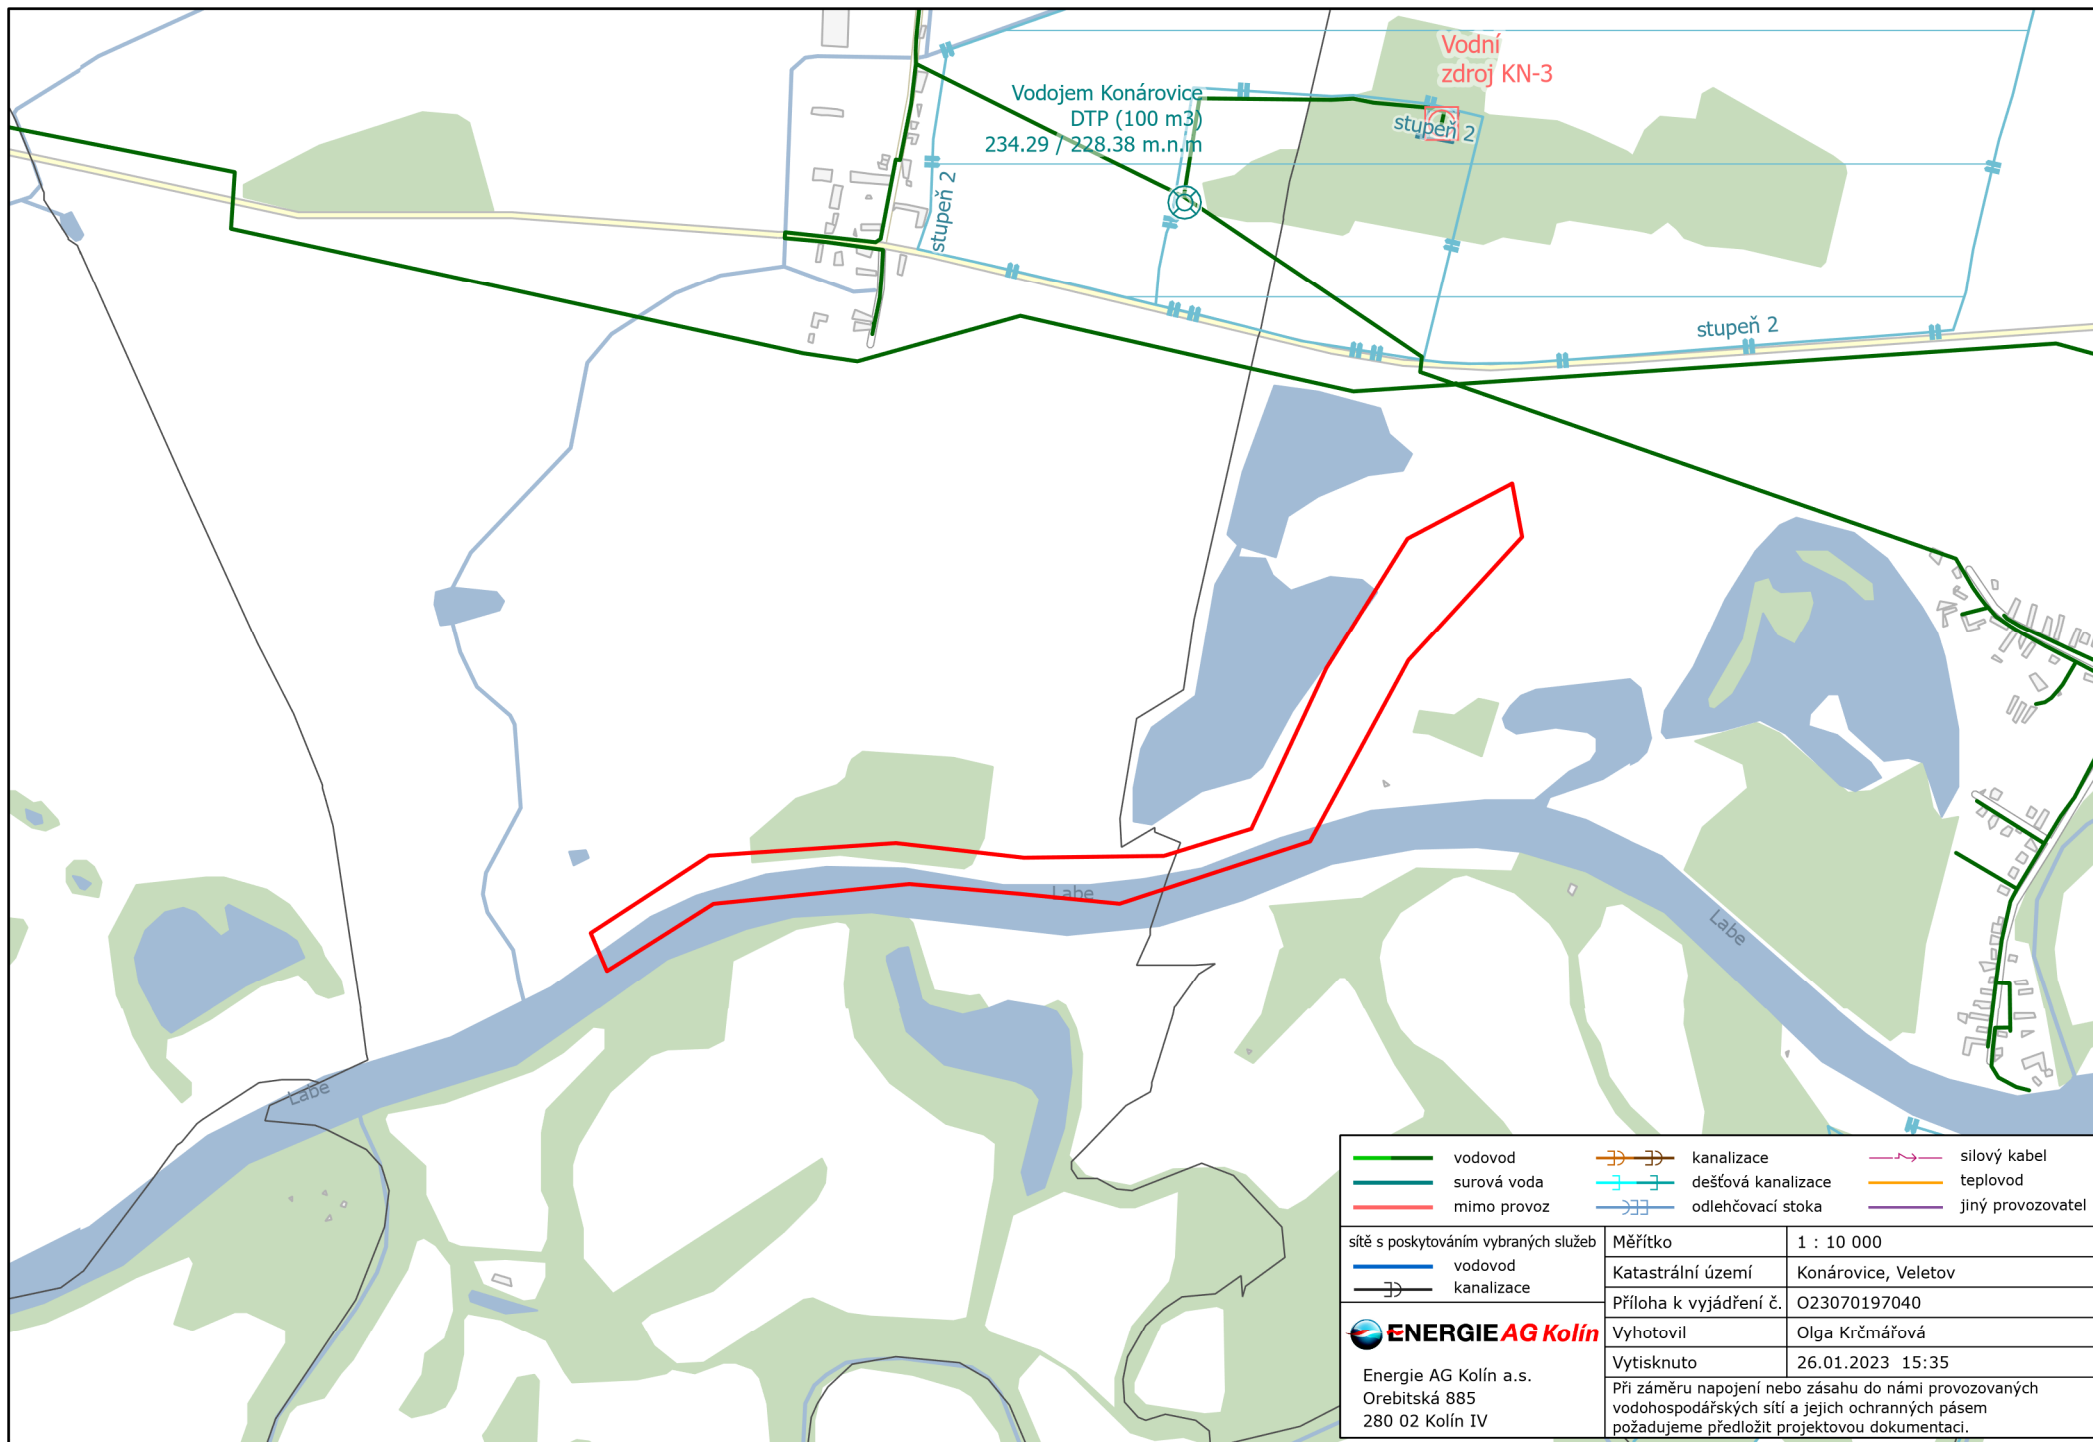 Vodní
zdroj KN-3
Vodojem Konárovice
DTP (100 m3)
234.29 / 228.38 m.n.m
stupeň 2
stupeň 2
stupeň 2
Labe
Labe
Labe
vodovod
surová voda
mimo provoz
kanalizace
dešťová kanalizace
odlehčovací stoka
silový kabel
teplovod
jiný provozovatel
sítě s poskytováním vybraných služeb
vodovod
kanalizace
Měřítko 1 : 10 000
Katastrální území Konárovice, Veletov
Příloha k vyjádření č. O23070197040
Vyhotovil Olga Krčmářová
Vytisknuto 26.01.2023 15:35
ENERGIE AG Kolín
Energie AG Kolín a.s.
Orebitská 885
280 02 Kolín IV
Při záměru napojení nebo zásahu do námi provozovaných
vodohospodářských sítí a jejich ochranných pásem
požadujeme předložit projektovou dokumentaci.